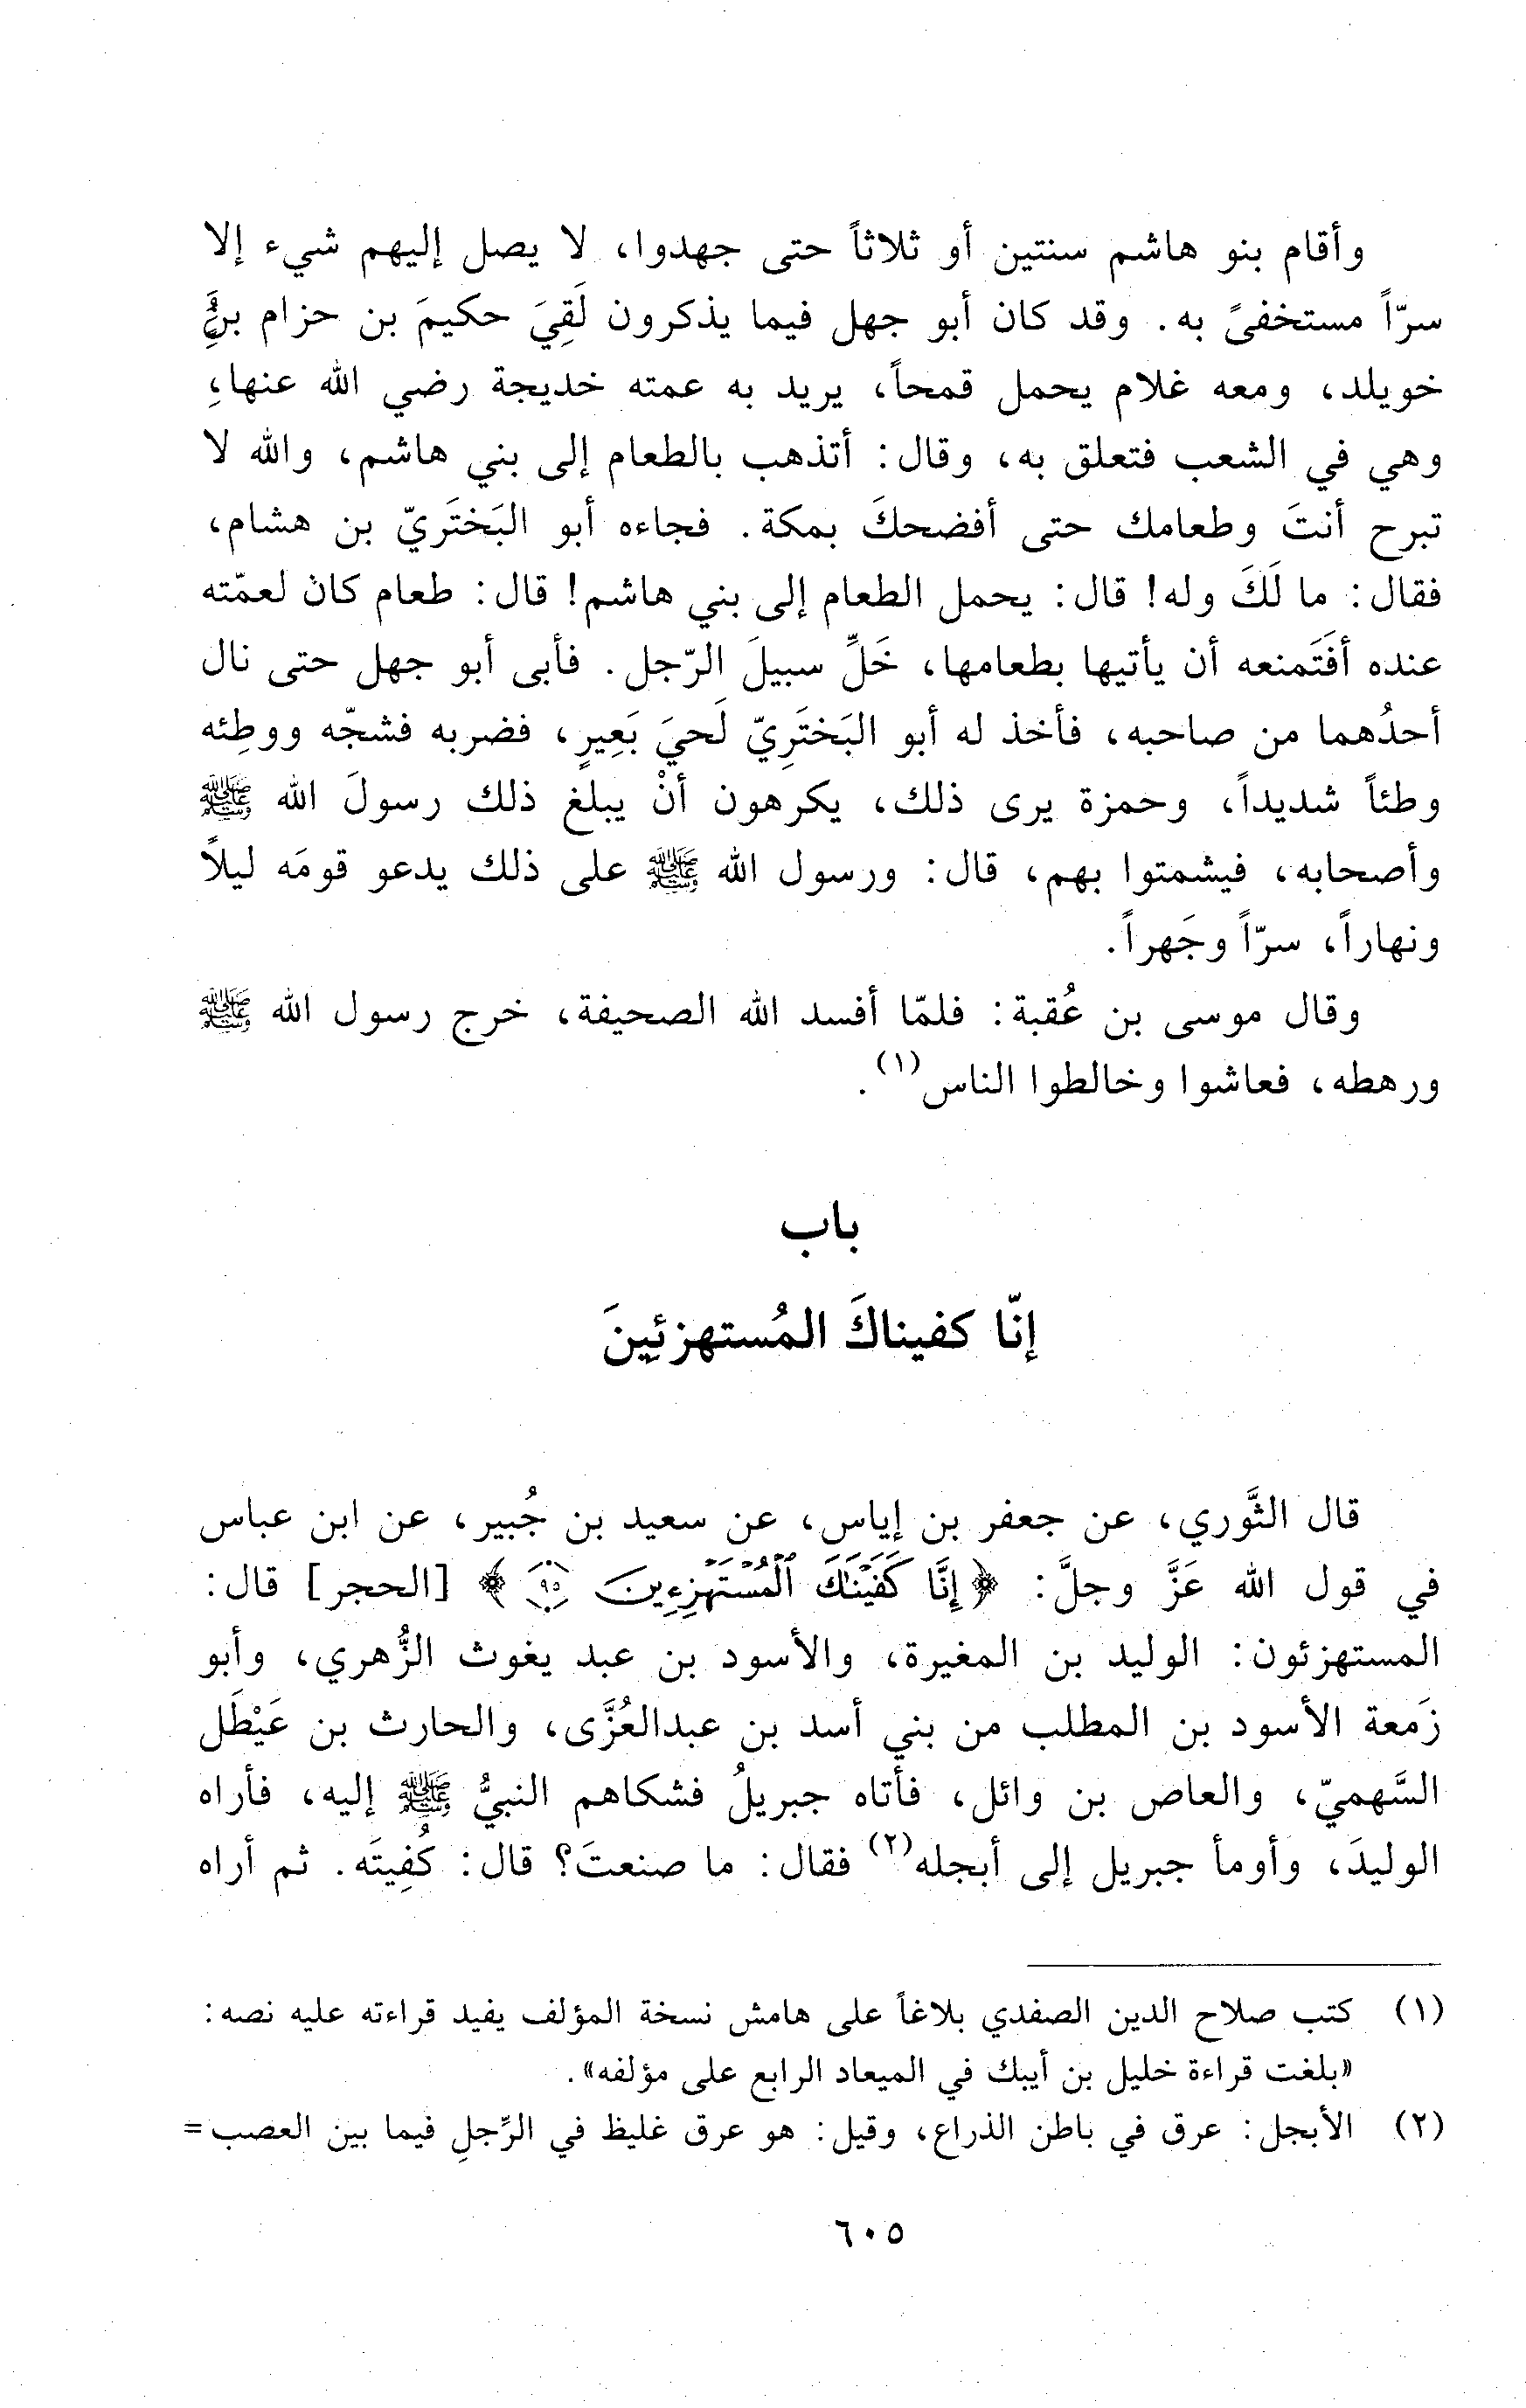 وأقام بنو هاشم سنتين أو ثلاثاً حتى جهدوا، لا يصل إليهم شيء إلا
سرّاً مستخفىً به. وقد كان أبو جهل فيما يذكرون لَقِيَ حكيمَ بن حزام بن
خويلد، ومعه غلام يحمل قمحاً، يريد به عمته خديجة رضي الله عنها،
وهي في الشعب فتعلق به، وقال: أتذهب بالطعام إلى بني هاشم، والله لا
تبرح أنتَ وطعامك حتى أفضحكَ بمكة. فجاءه أبو البَختَريّ بن هشام،
فقال: ما لَكَ وله! قال: يحمل الطعام إلى بني هاشم! قال: طعام كان لعمّته
عنده أفَتَمنعه أن يأتيها بطعامها، خَلِّ سبيلَ الرّجل. فأبى أبو جهل حتى نال
أحدُهما من صاحبه، فأخذ له أبو البَختَرِيّ لَحيَ بَعِيرٍ، فضربه فشجّه ووطِئه
وطئاً شديداً، وحمزة يرى ذلك، يكرهون أنْ يبلغ ذلك رسولَ الله ﷺ
وأصحابه، فيشمتوا بهم، قال: ورسول الله ﷺ على ذلك يدعو قومَه ليلاً
ونهاراً، سرّاً وجَهراً.
وقال موسى بن عُقبة: فلمّا أفسد الله الصحيفة، خرج رسول الله ﷺ
ورهطه، فعاشوا وخالطوا الناس(١).
باب
إنّا كفيناكَ المُستهزئينَ
قال الثَّوري، عن جعفر بن إياس، عن سعيد بن جُبير، عن ابن عباس
في قول الله عَزَّ وجلَّ: ﴿إِنَّا كَفَيْنَٰكَ ٱلْمُسْتَهْزِءِينَ ٩٥﴾ [الحجر] قال:
المستهزئون: الوليد بن المغيرة، والأسود بن عبد يغوث الزُّهري، وأبو
زَمعة الأسود بن المطلب من بني أسد بن عبدالعُزَّى، والحارث بن عَيْطَل
السَّهميّ، والعاص بن وائل، فأتاه جبريلُ فشكاهم النبيُّ ﷺ إليه، فأراه
الوليدَ، وأومأ جبريل إلى أبجله(٢) فقال: ما صنعتَ؟ قال: كُفِيتَه. ثم أراه
(١) كتب صلاح الدين الصفدي بلاغاً على هامش نسخة المؤلف يفيد قراءته عليه نصه:
«بلغت قراءة خليل بن أيبك في الميعاد الرابع على مؤلفه».
(٢) الأبجل: عرق في باطن الذراع، وقيل: هو عرق غليظ في الرِّجلِ فيما بين العصب =
٦٠٥